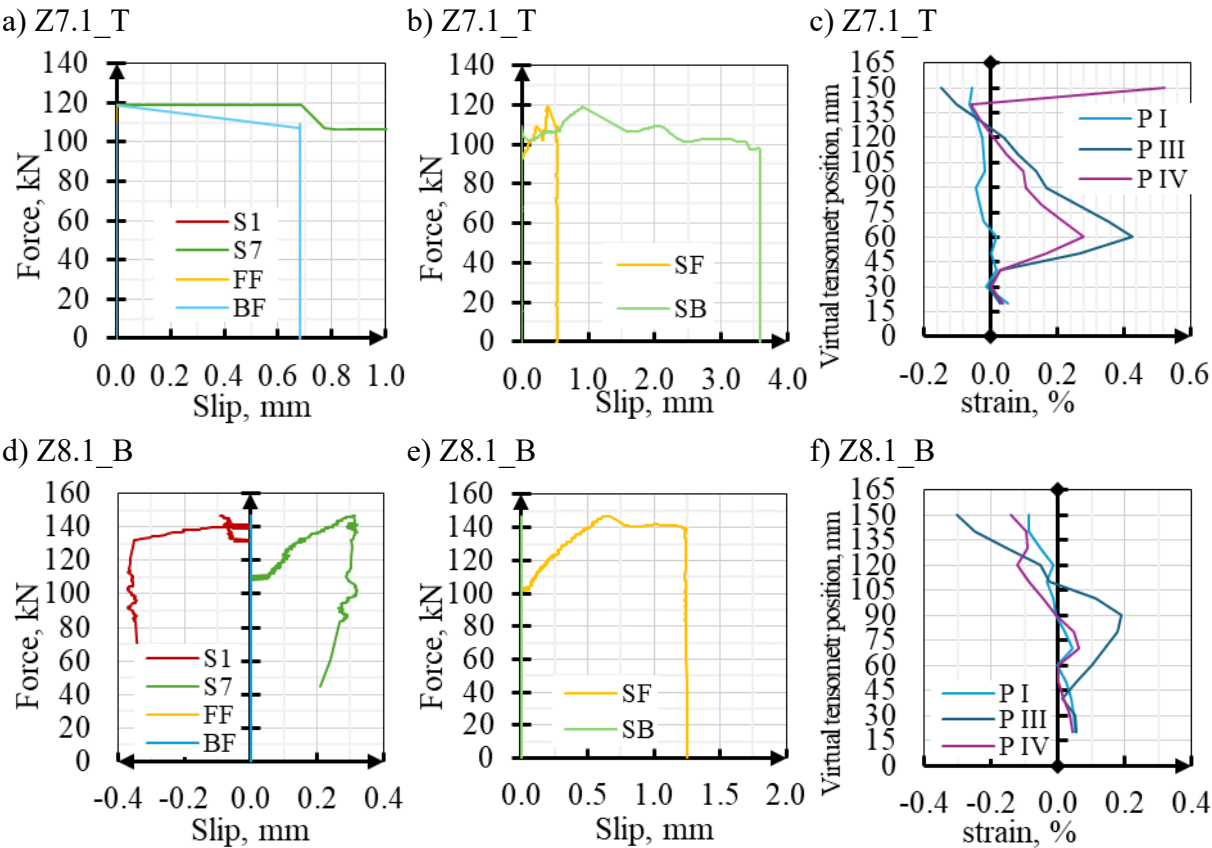 a) Z7.1_T
b) Z7.1_T
c) Z7.1_T
Force, kN
140
120
100
80
60
40
20
0
S1
S7
FF
BF
0.0 0.2 0.4 0.6 0.8 1.0
Slip, mm
Force, kN
140
120
100
80
60
40
20
0
SF
SB
0.0 1.0 2.0 3.0 4.0
Slip, mm
Virtual tensometr position, mm
165
150
135
120
105
90
75
60
45
30
15
0
P I
P III
P IV
-0.2 0.0 0.2 0.4 0.6
strain, %
d) Z8.1_B
e) Z8.1_B
f) Z8.1_B
Force, kN
160
140
120
100
80
60
40
20
0
S1
S7
FF
BF
-0.4 -0.2 0.0 0.2 0.4
Slip, mm
Force, kN
160
140
120
100
80
60
40
20
0
SF
SB
0.0 0.5 1.0 1.5 2.0
Slip, mm
Virtual tensometr position, mm
165
150
135
120
105
90
75
60
45
30
15
0
P I
P III
P IV
-0.4 -0.2 0.0 0.2 0.4
strain, %